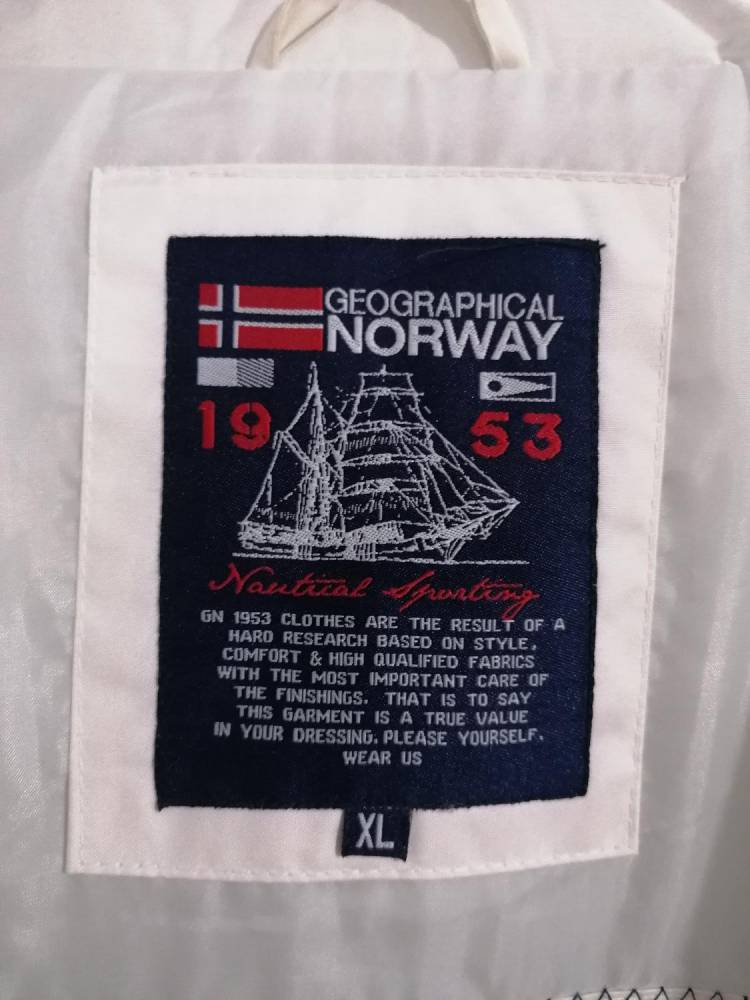 GEOGRAPHICAL
NORWAY
19 53
Nautical Sporting
GN 1953 CLOTHES ARE THE RESULT OF A
HARD RESEARCH BASED ON STYLE,
COMFORT & HIGH QUALIFIED FABRICS
WITH THE MOST IMPORTANT CARE OF
THE FINISHINGS. THAT IS TO SAY
THIS GARMENT IS A TRUE VALUE
IN YOUR DRESSING. PLEASE YOURSELF.
WEAR US
XL